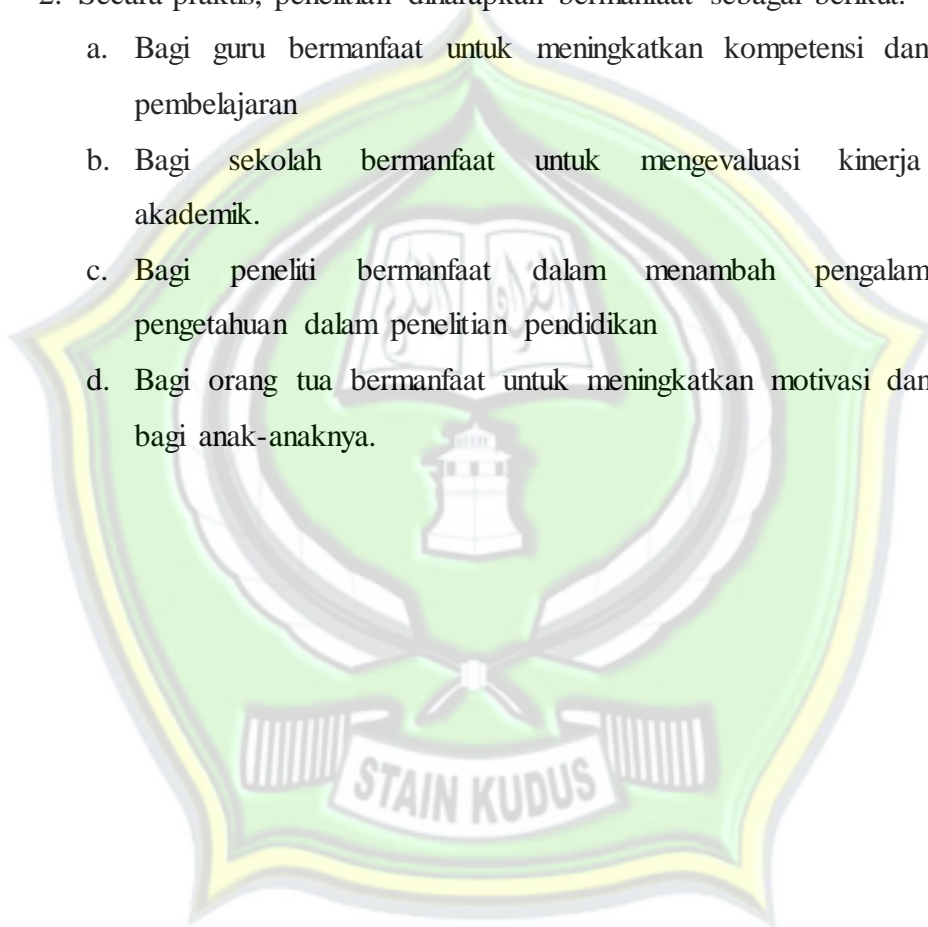 2. Secara praktis, penelitian diharapkan bermanfaat sebagai berikut:
a. Bagi guru bermanfaat untuk meningkatkan kompetensi dan
pembelajaran
b. Bagi sekolah bermanfaat untuk mengevaluasi kinerja
akademik.
c. Bagi peneliti bermanfaat dalam menambah pengalam
pengetahuan dalam penelitian pendidikan
d. Bagi orang tua bermanfaat untuk meningkatkan motivasi dan
bagi anak-anaknya.
STAIN KUDUS